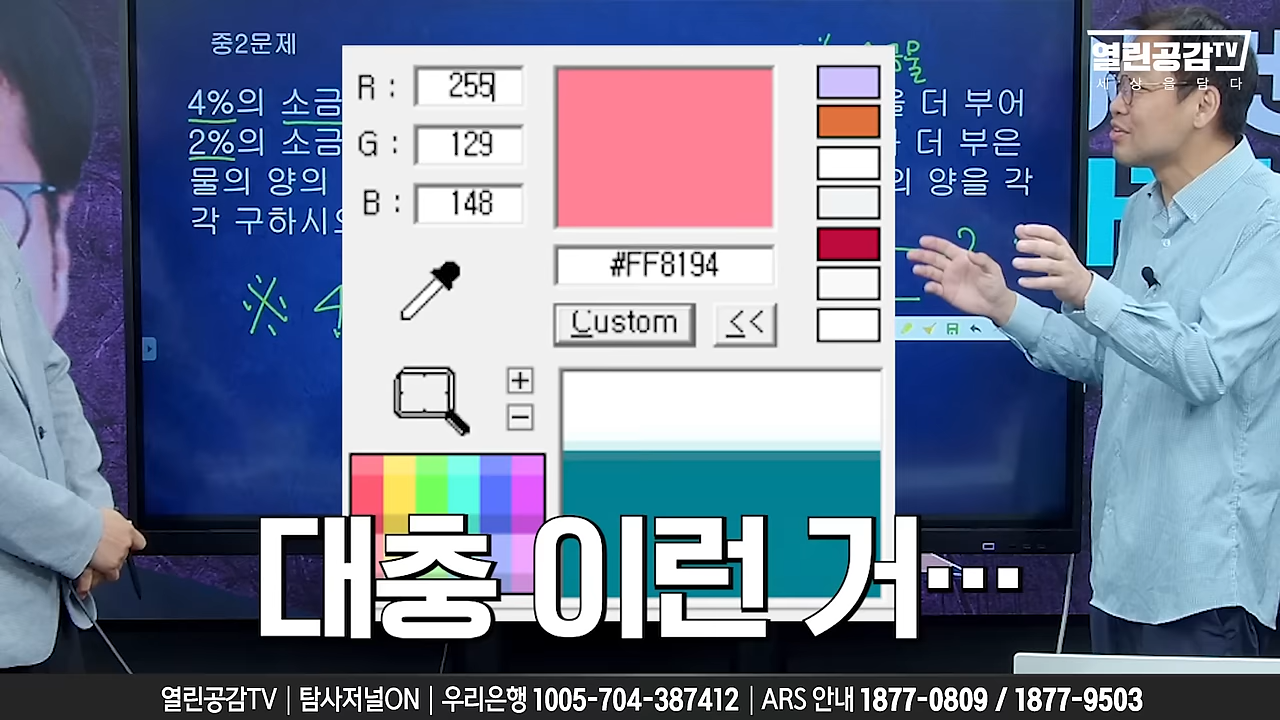 중2문제
4%의 소금
을 더 부어
2%의 소금
더 부은
물의 양의
의 양을 각
각 구하시오
※ 4
열린공감TV
세상을담다
R : 255
G : 129
B : 148
#FF8194
Custom
<<
+
−
대충 이런 거…
열린공감TV | 탐사저널ON | 우리은행 1005-704-387412 | ARS 안내 1877-0809 / 1877-9503